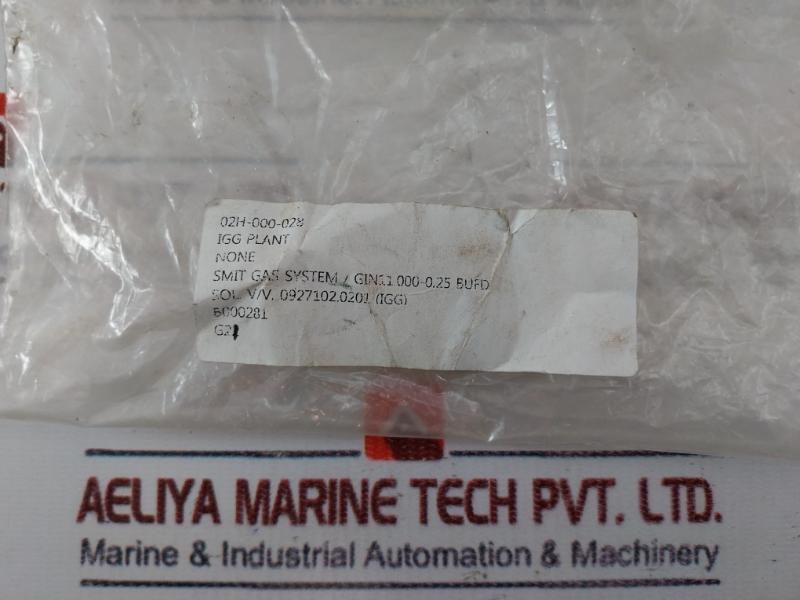 02H-000-028
IGG PLANT
NONE
SMIT GAS SYSTEM / GIN11.000-0.25 BUFD
SOL. V/V. 0927102.0201 (IGG)
B000281
AELIYA MARINE TECH PVT. LTD.
Marine & Industrial Automation & Machinery